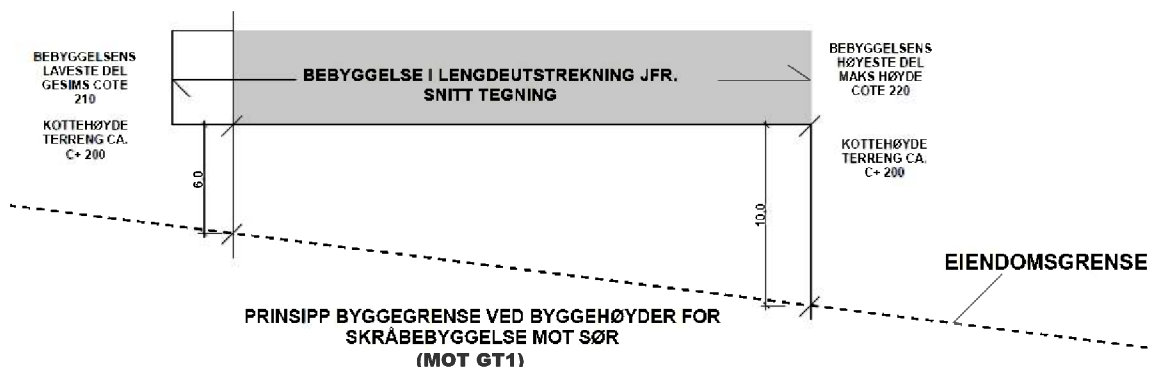 BEBYGGELSENS
LAVESTE DEL
GESIMS COTE
210
KOTTEHØYDE
TERRENG CA.
C+ 200
BEBYGGELSE I LENGDEUTSTREKNING JFR.
SNITT TEGNING
BEBYGGELSENS
HØYESTE DEL
MAKS HØYDE
COTE 220
KOTTEHØYDE
TERRENG CA.
C+ 200
6.0
10.0
EIENDOMSGRENSE
PRINSIPP BYGGEGRENSE VED BYGGEHØYDER FOR
SKRÅBEBYGGELSE MOT SØR
(MOT GT1)